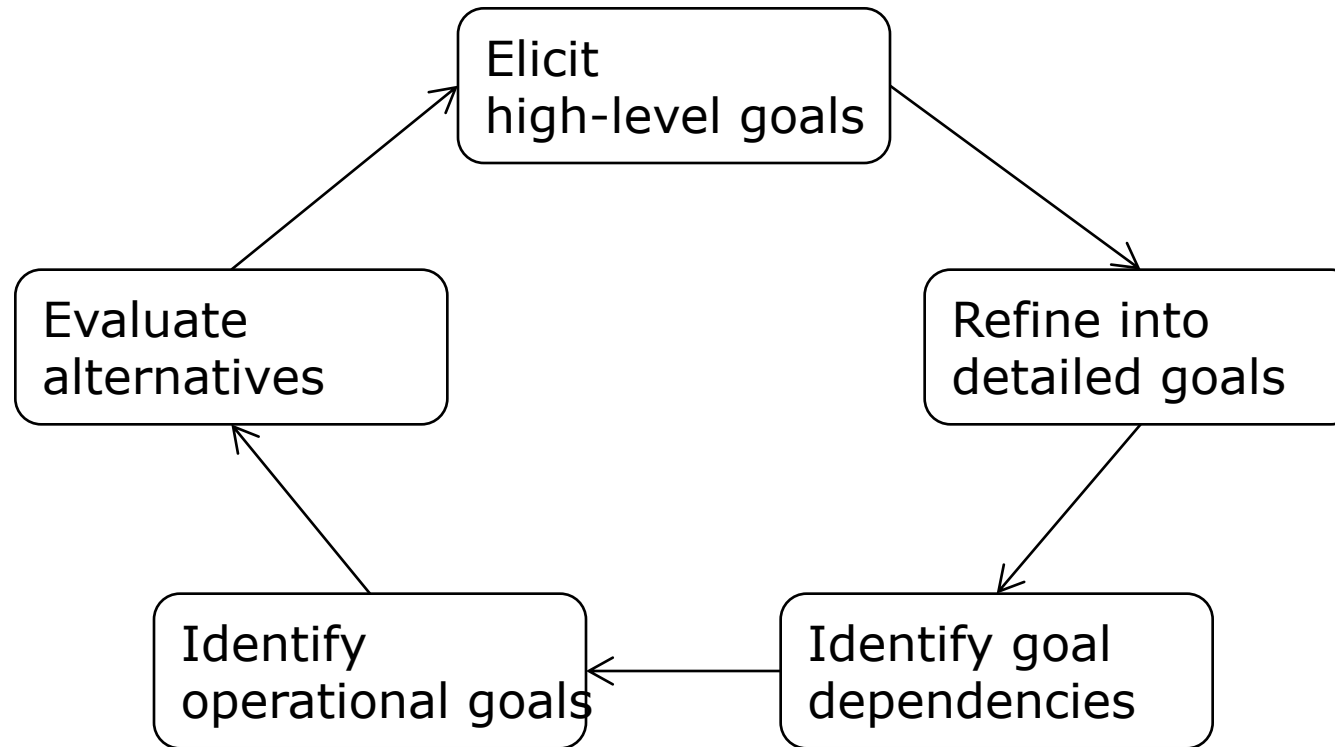 Elicit
high-level goals
Evaluate
alternatives
Refine into
detailed goals
Identify
operational goals
Identify goal
dependencies